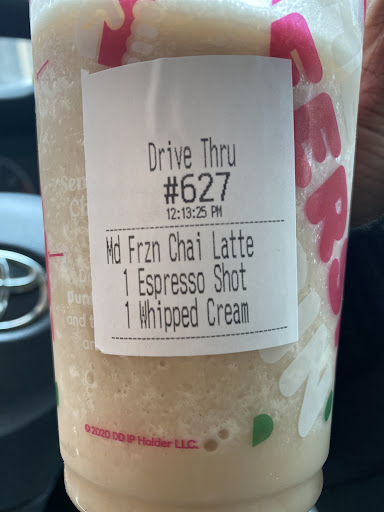 Drive Thru
#627
12:13:25 PM
Md Frzn Chai Latte
1 Espresso Shot
1 Whipped Cream
© 2020 DD IP Holder LLC.